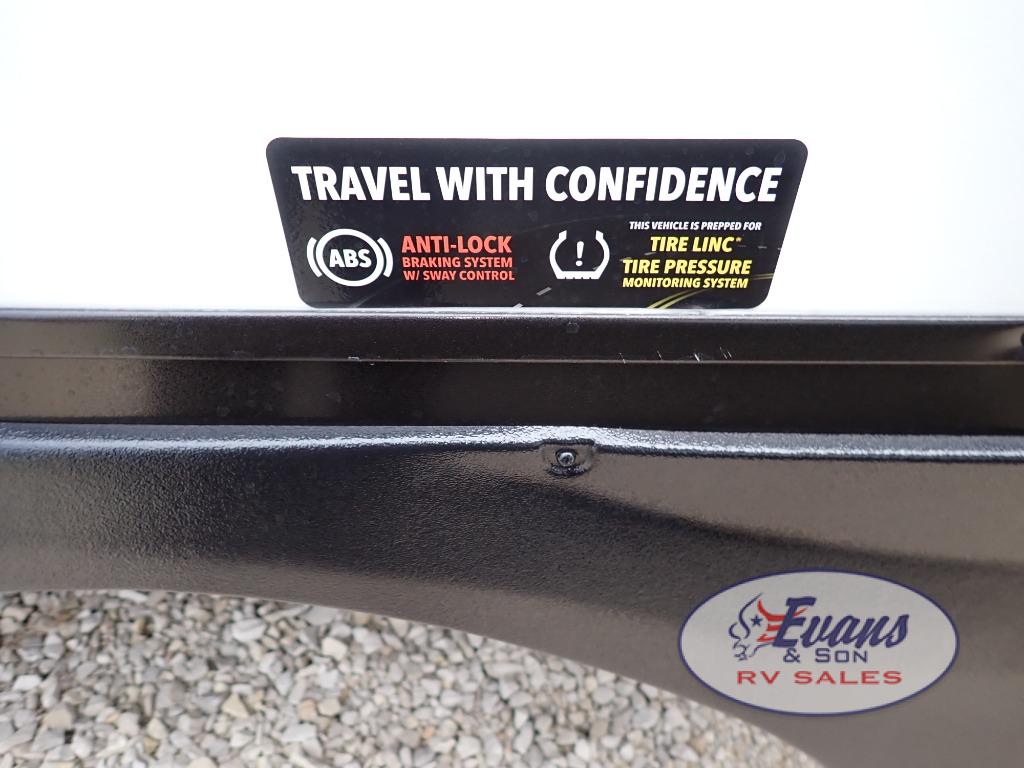 TRAVEL WITH CONFIDENCE
ABS
ANTI-LOCK
BRAKING SYSTEM
W/ SWAY CONTROL
!
THIS VEHICLE IS PREPPED FOR
TIRE LINC®
TIRE PRESSURE
MONITORING SYSTEM
Evans
& SON
RV SALES